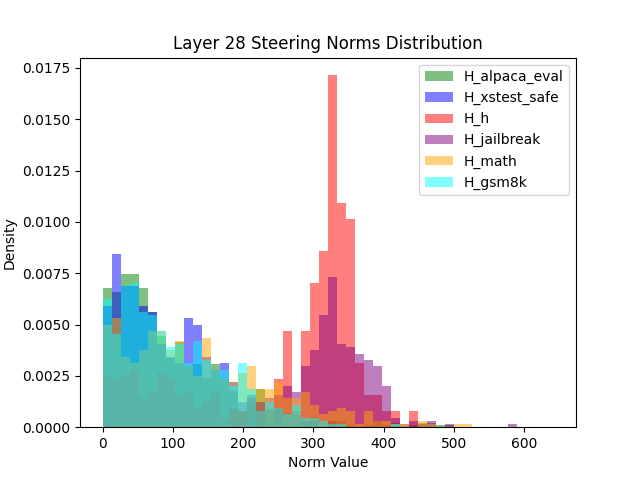 Layer 28 Steering Norms Distribution
Density
0.0175
0.0150
0.0125
0.0100
0.0075
0.0050
0.0025
0.0000
H_alpaca_eval
H_xstest_safe
H_h
H_jailbreak
H_math
H_gsm8k
0 100 200 300 400 500 600
Norm Value